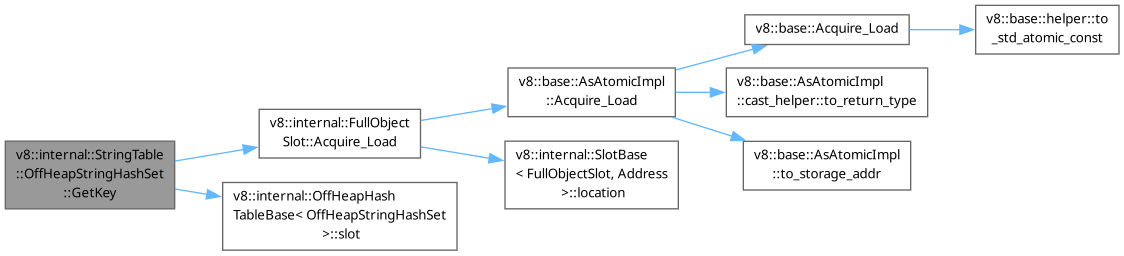 v8::internal::StringTable
::OffHeapStringHashSet
::GetKey
v8::internal::FullObject
Slot::Acquire_Load
v8::internal::OffHeapHash
TableBase< OffHeapStringHashSet
>::slot
v8::base::AsAtomicImpl
::Acquire_Load
v8::internal::SlotBase
< FullObjectSlot, Address
>::location
v8::base::Acquire_Load
v8::base::AsAtomicImpl
::cast_helper::to_return_type
v8::base::AsAtomicImpl
::to_storage_addr
v8::base::helper::to
_std_atomic_const